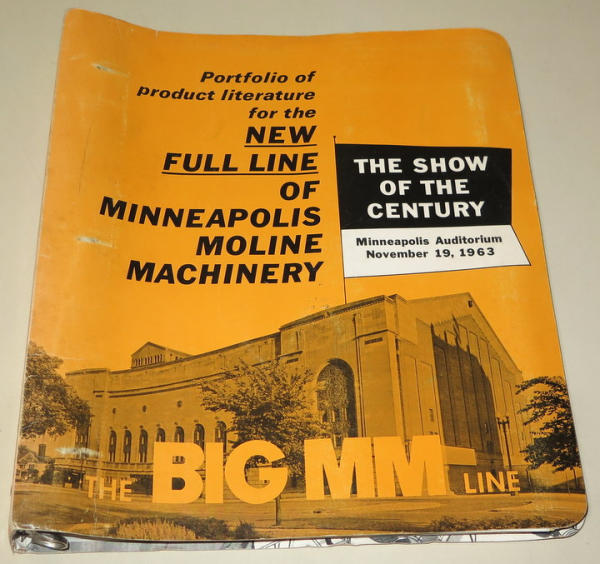 Portfolio of
product literature
for the
NEW
FULL LINE
OF
MINNEAPOLIS
MOLINE
MACHINERY
THE SHOW
OF THE
CENTURY
Minneapolis Auditorium
November 19, 1963
THE BIG MM LINE